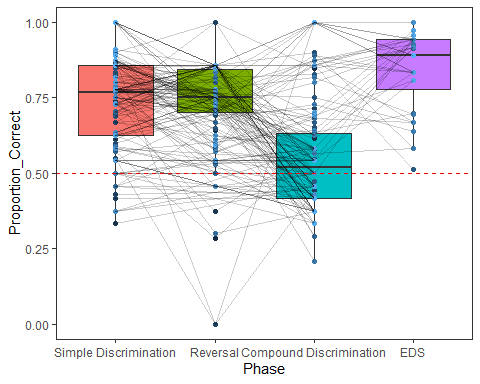 1.00
0.75
0.50
0.25
0.00
Proportion_Correct
Simple Discrimination Reversal Compound Discrimination EDS
Phase